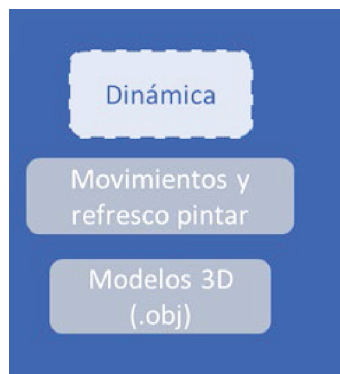 Dinámica
Movimientos y
refresco pintar
Modelos 3D
(.obj)